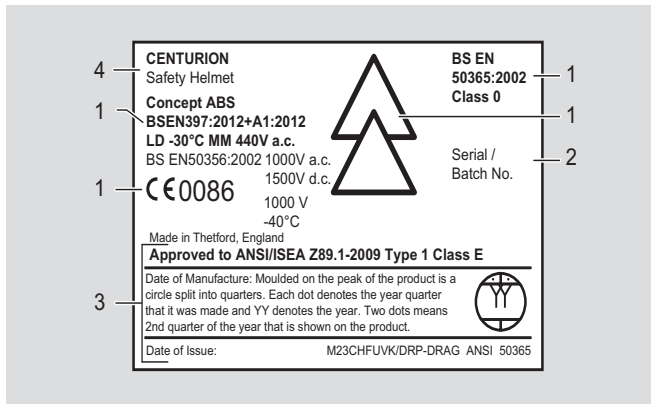 CENTURION
Safety Helmet
Concept ABS
BSEN397:2012+A1:2012
LD -30°C MM 440V a.c.
BS EN50356:2002 1000V a.c.
1500V d.c.
CE0086
1000 V
-40°C
Made in Thetford, England
BS EN
50365:2002
Class 0
Serial /
Batch No.
Approved to ANSI/ISEA Z89.1-2009 Type 1 Class E
Date of Manufacture: Moulded on the peak of the product is a
circle split into quarters. Each dot denotes the year quarter
that it was made and YY denotes the year. Two dots means
2nd quarter of the year that is shown on the product.
YY
Date of Issue: M23CHFUVK/DRP-DRAG ANSI 50365
4
1
1
3
1
1
2